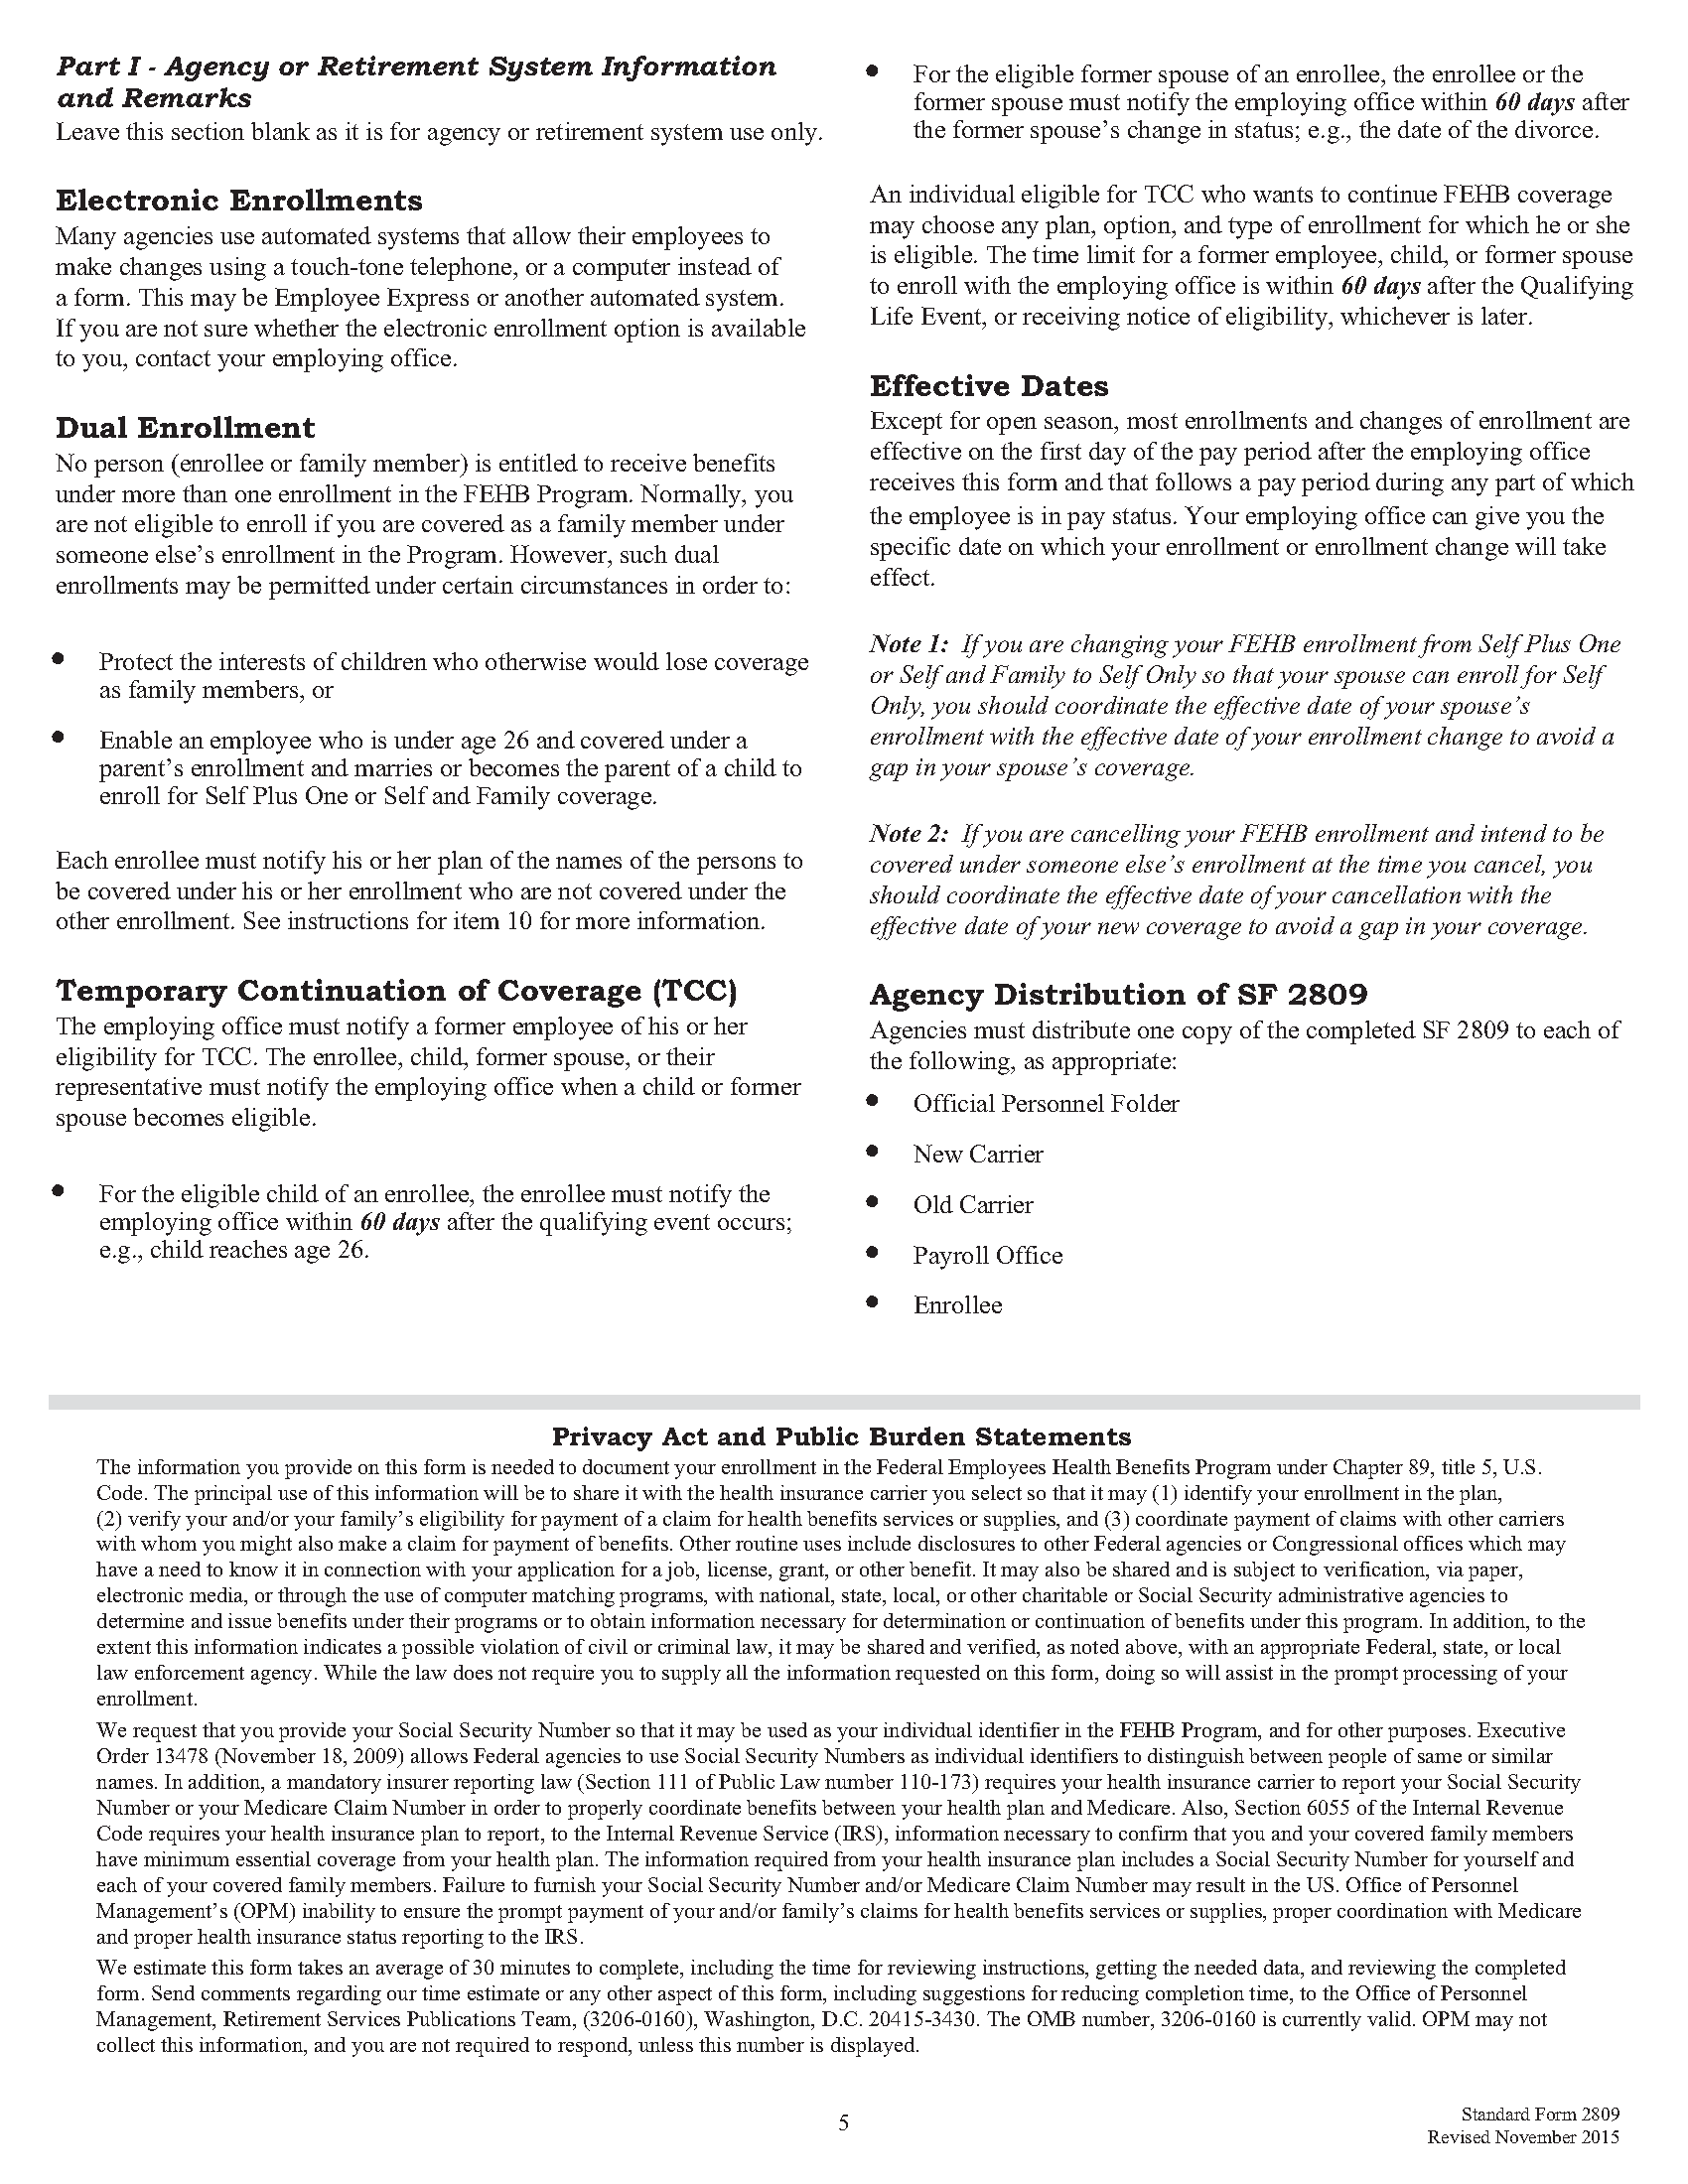 Part I - Agency or Retirement System Information
and Remarks
Leave this section blank as it is for agency or retirement system use only.
Electronic Enrollments
Many agencies use automated systems that allow their employees to
make changes using a touch-tone telephone, or a computer instead of
a form. This may be Employee Express or another automated system.
If you are not sure whether the electronic enrollment option is available
to you, contact your employing office.
Dual Enrollment
No person (enrollee or family member) is entitled to receive benefits
under more than one enrollment in the FEHB Program. Normally, you
are not eligible to enroll if you are covered as a family member under
someone else’s enrollment in the Program. However, such dual
enrollments may be permitted under certain circumstances in order to:
• Protect the interests of children who otherwise would lose coverage
as family members, or
• Enable an employee who is under age 26 and covered under a
parent’s enrollment and marries or becomes the parent of a child to
enroll for Self Plus One or Self and Family coverage.
Each enrollee must notify his or her plan of the names of the persons to
be covered under his or her enrollment who are not covered under the
other enrollment. See instructions for item 10 for more information.
Temporary Continuation of Coverage (TCC)
The employing office must notify a former employee of his or her
eligibility for TCC. The enrollee, child, former spouse, or their
representative must notify the employing office when a child or former
spouse becomes eligible.
• For the eligible child of an enrollee, the enrollee must notify the
employing office within 60 days after the qualifying event occurs;
e.g., child reaches age 26.
• For the eligible former spouse of an enrollee, the enrollee or the
former spouse must notify the employing office within 60 days after
the former spouse’s change in status; e.g., the date of the divorce.
An individual eligible for TCC who wants to continue FEHB coverage
may choose any plan, option, and type of enrollment for which he or she
is eligible. The time limit for a former employee, child, or former spouse
to enroll with the employing office is within 60 days after the Qualifying
Life Event, or receiving notice of eligibility, whichever is later.
Effective Dates
Except for open season, most enrollments and changes of enrollment are
effective on the first day of the pay period after the employing office
receives this form and that follows a pay period during any part of which
the employee is in pay status. Your employing office can give you the
specific date on which your enrollment or enrollment change will take
effect.
Note 1: If you are changing your FEHB enrollment from Self Plus One
or Self and Family to Self Only so that your spouse can enroll for Self
Only, you should coordinate the effective date of your spouse’s
enrollment with the effective date of your enrollment change to avoid a
gap in your spouse’s coverage.
Note 2: If you are cancelling your FEHB enrollment and intend to be
covered under someone else’s enrollment at the time you cancel, you
should coordinate the effective date of your cancellation with the
effective date of your new coverage to avoid a gap in your coverage.
Agency Distribution of SF 2809
Agencies must distribute one copy of the completed SF 2809 to each of
the following, as appropriate:
• Official Personnel Folder
• New Carrier
• Old Carrier
• Payroll Office
• Enrollee
Privacy Act and Public Burden Statements
The information you provide on this form is needed to document your enrollment in the Federal Employees Health Benefits Program under Chapter 89, title 5, U.S.
Code. The principal use of this information will be to share it with the health insurance carrier you select so that it may (1) identify your enrollment in the plan,
(2) verify your and/or your family’s eligibility for payment of a claim for health benefits services or supplies, and (3) coordinate payment of claims with other carriers
with whom you might also make a claim for payment of benefits. Other routine uses include disclosures to other Federal agencies or Congressional offices which may
have a need to know it in connection with your application for a job, license, grant, or other benefit. It may also be shared and is subject to verification, via paper,
electronic media, or through the use of computer matching programs, with national, state, local, or other charitable or Social Security administrative agencies to
determine and issue benefits under their programs or to obtain information necessary for determination or continuation of benefits under this program. In addition, to the
extent this information indicates a possible violation of civil or criminal law, it may be shared and verified, as noted above, with an appropriate Federal, state, or local
law enforcement agency. While the law does not require you to supply all the information requested on this form, doing so will assist in the prompt processing of your
enrollment.
We request that you provide your Social Security Number so that it may be used as your individual identifier in the FEHB Program, and for other purposes. Executive
Order 13478 (November 18, 2009) allows Federal agencies to use Social Security Numbers as individual identifiers to distinguish between people of same or similar
names. In addition, a mandatory insurer reporting law (Section 111 of Public Law number 110-173) requires your health insurance carrier to report your Social Security
Number or your Medicare Claim Number in order to properly coordinate benefits between your health plan and Medicare. Also, Section 6055 of the Internal Revenue
Code requires your health insurance plan to report, to the Internal Revenue Service (IRS), information necessary to confirm that you and your covered family members
have minimum essential coverage from your health plan. The information required from your health insurance plan includes a Social Security Number for yourself and
each of your covered family members. Failure to furnish your Social Security Number and/or Medicare Claim Number may result in the US. Office of Personnel
Management’s (OPM) inability to ensure the prompt payment of your and/or family’s claims for health benefits services or supplies, proper coordination with Medicare
and proper health insurance status reporting to the IRS.
We estimate this form takes an average of 30 minutes to complete, including the time for reviewing instructions, getting the needed data, and reviewing the completed
form. Send comments regarding our time estimate or any other aspect of this form, including suggestions for reducing completion time, to the Office of Personnel
Management, Retirement Services Publications Team, (3206-0160), Washington, D.C. 20415-3430. The OMB number, 3206-0160 is currently valid. OPM may not
collect this information, and you are not required to respond, unless this number is displayed.
5
Standard Form 2809
Revised November 2015